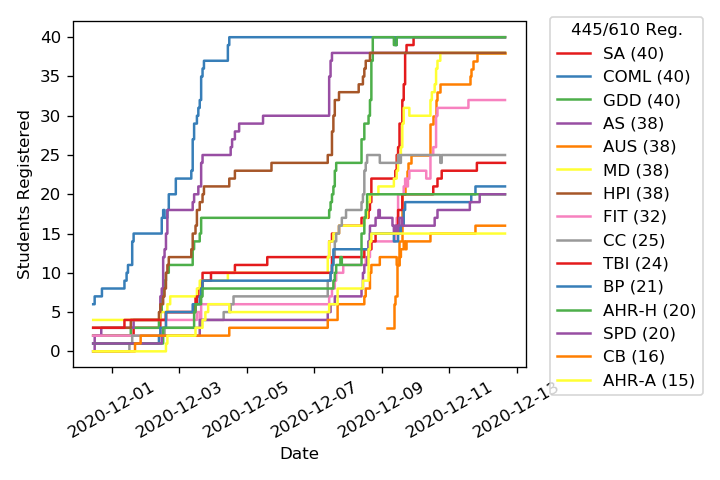 445/610 Reg.
SA (40)
COML (40)
GDD (40)
AS (38)
AUS (38)
MD (38)
HPI (38)
FIT (32)
CC (25)
TBI (24)
BP (21)
AHR-H (20)
SPD (20)
CB (16)
AHR-A (15)
Students Registered
40
35
30
25
20
15
10
5
0
2020-12-01
2020-12-03
2020-12-05
2020-12-07
2020-12-09
2020-12-11
2020-12-13
Date